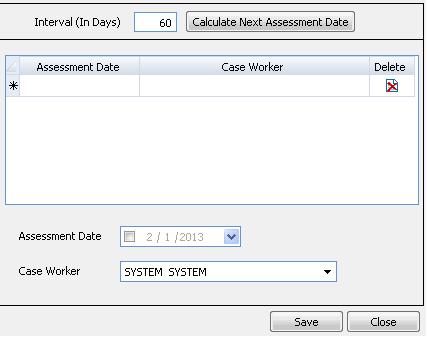 Interval (In Days) 60 Calculate Next Assessment Date
Assessment Date Case Worker Delete
Assessment Date 2 / 1 /2013
Case Worker SYSTEM SYSTEM
Save Close